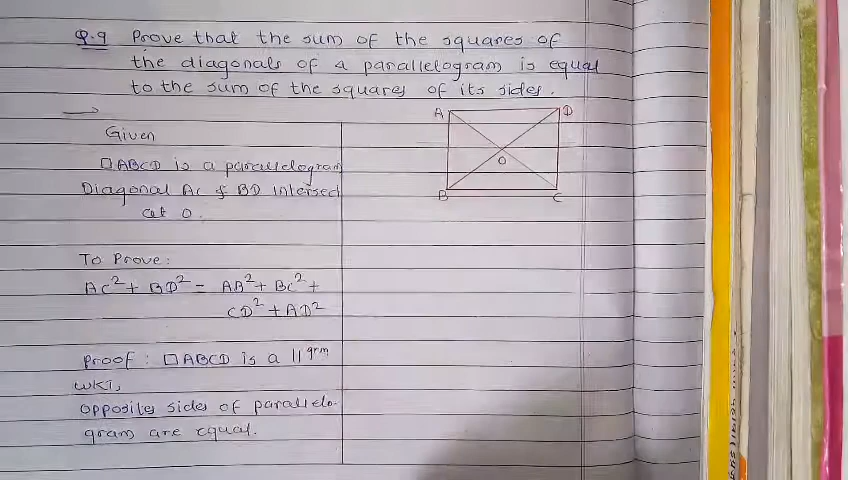 Q.9 Prove that the sum of the squares of
the diagonals of a parallelogram is equal
to the sum of the squares of its sides.
A D
Given
□ABCD is a parallelogram
Diagonal AC & BD intersect
at O.
O
B C
To Prove:
AC² + BD² = AB² + BC² +
CD² + AD²
Proof : □ABCD is a ||grm
WKT,
opposites sides of parallelo-
gram are equal.